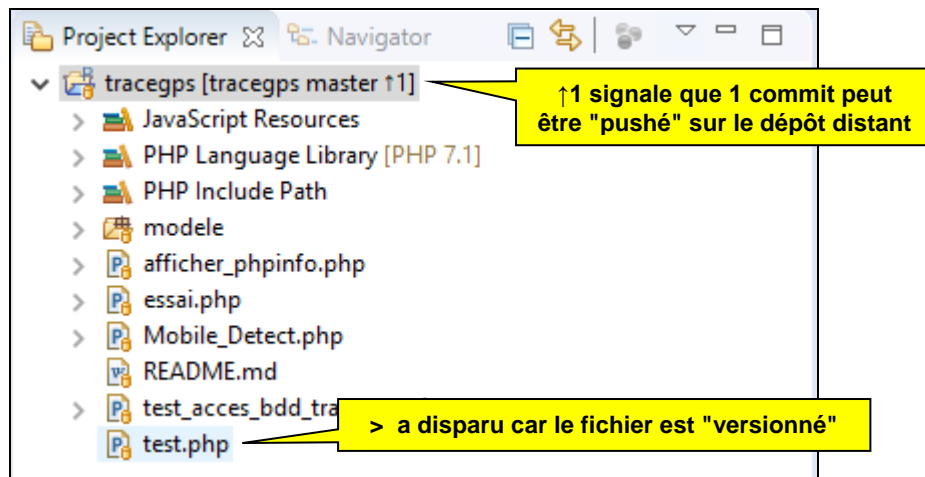 Project Explorer Navigator
tracegps [tracegps master ↑1]
↑1 signale que 1 commit peut
être "pushé" sur le dépôt distant
JavaScript Resources
PHP Language Library [PHP 7.1]
PHP Include Path
modele
afficher_phpinfo.php
essai.php
Mobile_Detect.php
README.md
test_acces_bdd_tra
> a disparu car le fichier est "versionné"
test.php